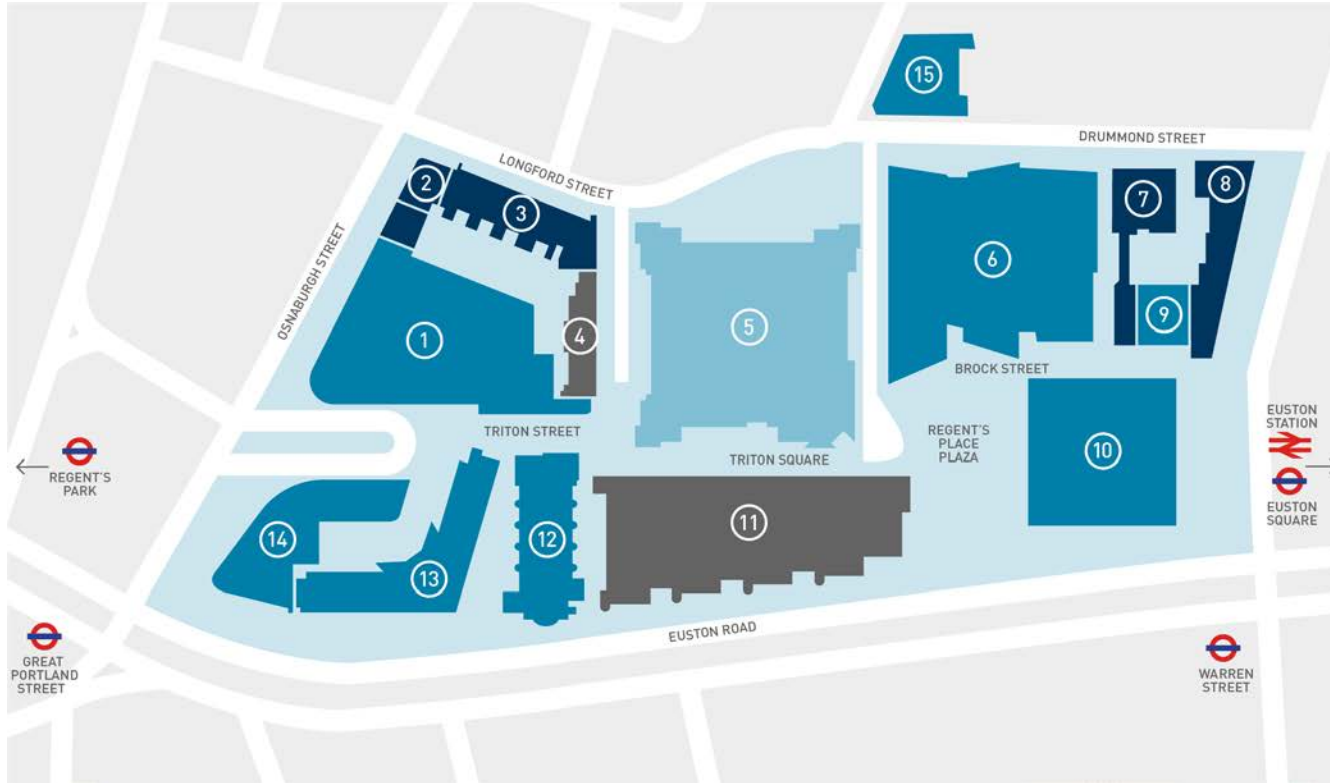 15
DRUMMOND STREET
LONGFORD STREET
2
3
7
8
OSNABURGH STREET
6
1
4
5
9
BROCK STREET
TRITON STREET
REGENT'S
PLACE
PLAZA
10
EUSTON
STATION
REGENT'S
PARK
TRITON SQUARE
EUSTON
SQUARE
14
13
12
11
EUSTON ROAD
GREAT
PORTLAND
STREET
WARREN
STREET